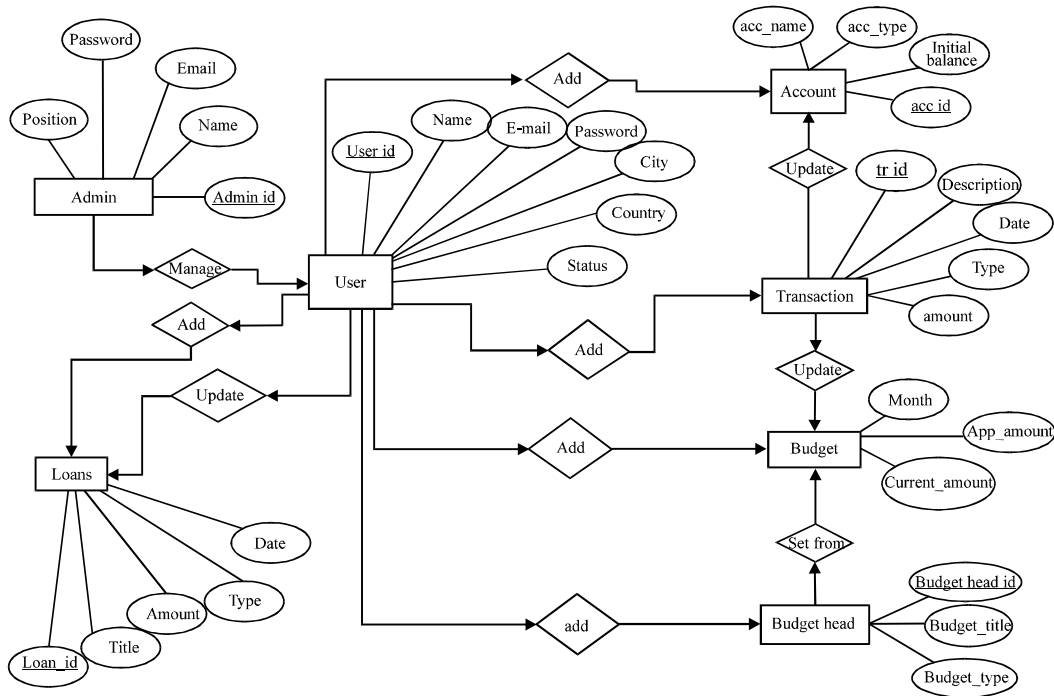 Password
Email
Position
Name
Admin
Admin id
Manage
Add
acc_name
acc_type
Initial
balance
Account
acc id
User id
Name
E-mail
Password
City
Country
Status
User
Update
tr id
Description
Date
Type
Transaction
amount
Add
Add
Update
Update
Month
App_amount
Add
Budget
Current_amount
Loans
Date
Type
Amount
Title
Loan_id
Set from
Budget head id
add
Budget head
Budget_title
Budget_type